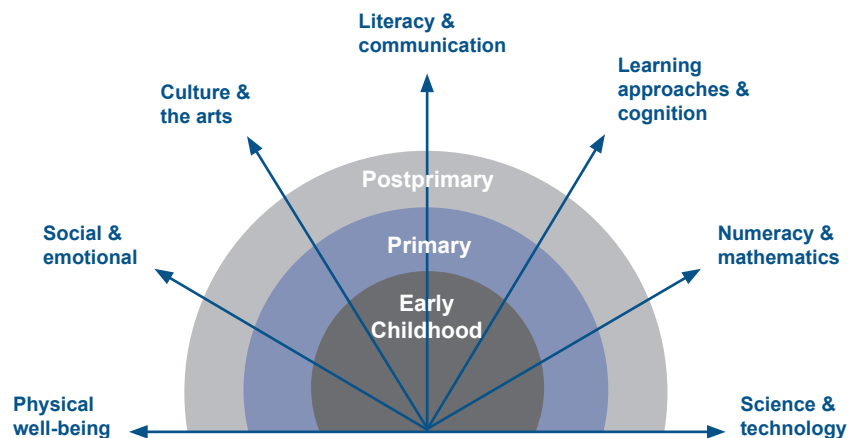 Literacy &
communication
Learning
approaches &
cognition
Culture &
the arts
Postprimary
Social &
emotional
Primary
Numeracy &
mathematics
Early
Childhood
Physical
well-being
Science &
technology